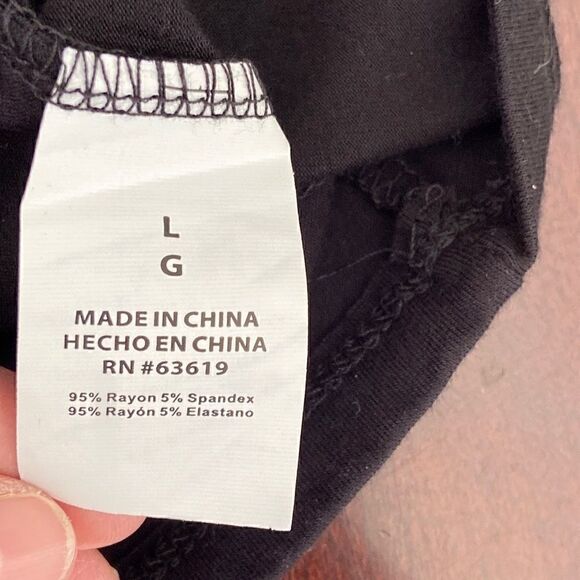 L
G
MADE IN CHINA
HECHO EN CHINA
RN #63619
95% Rayon 5% Spandex
95% Rayón 5% Elastano